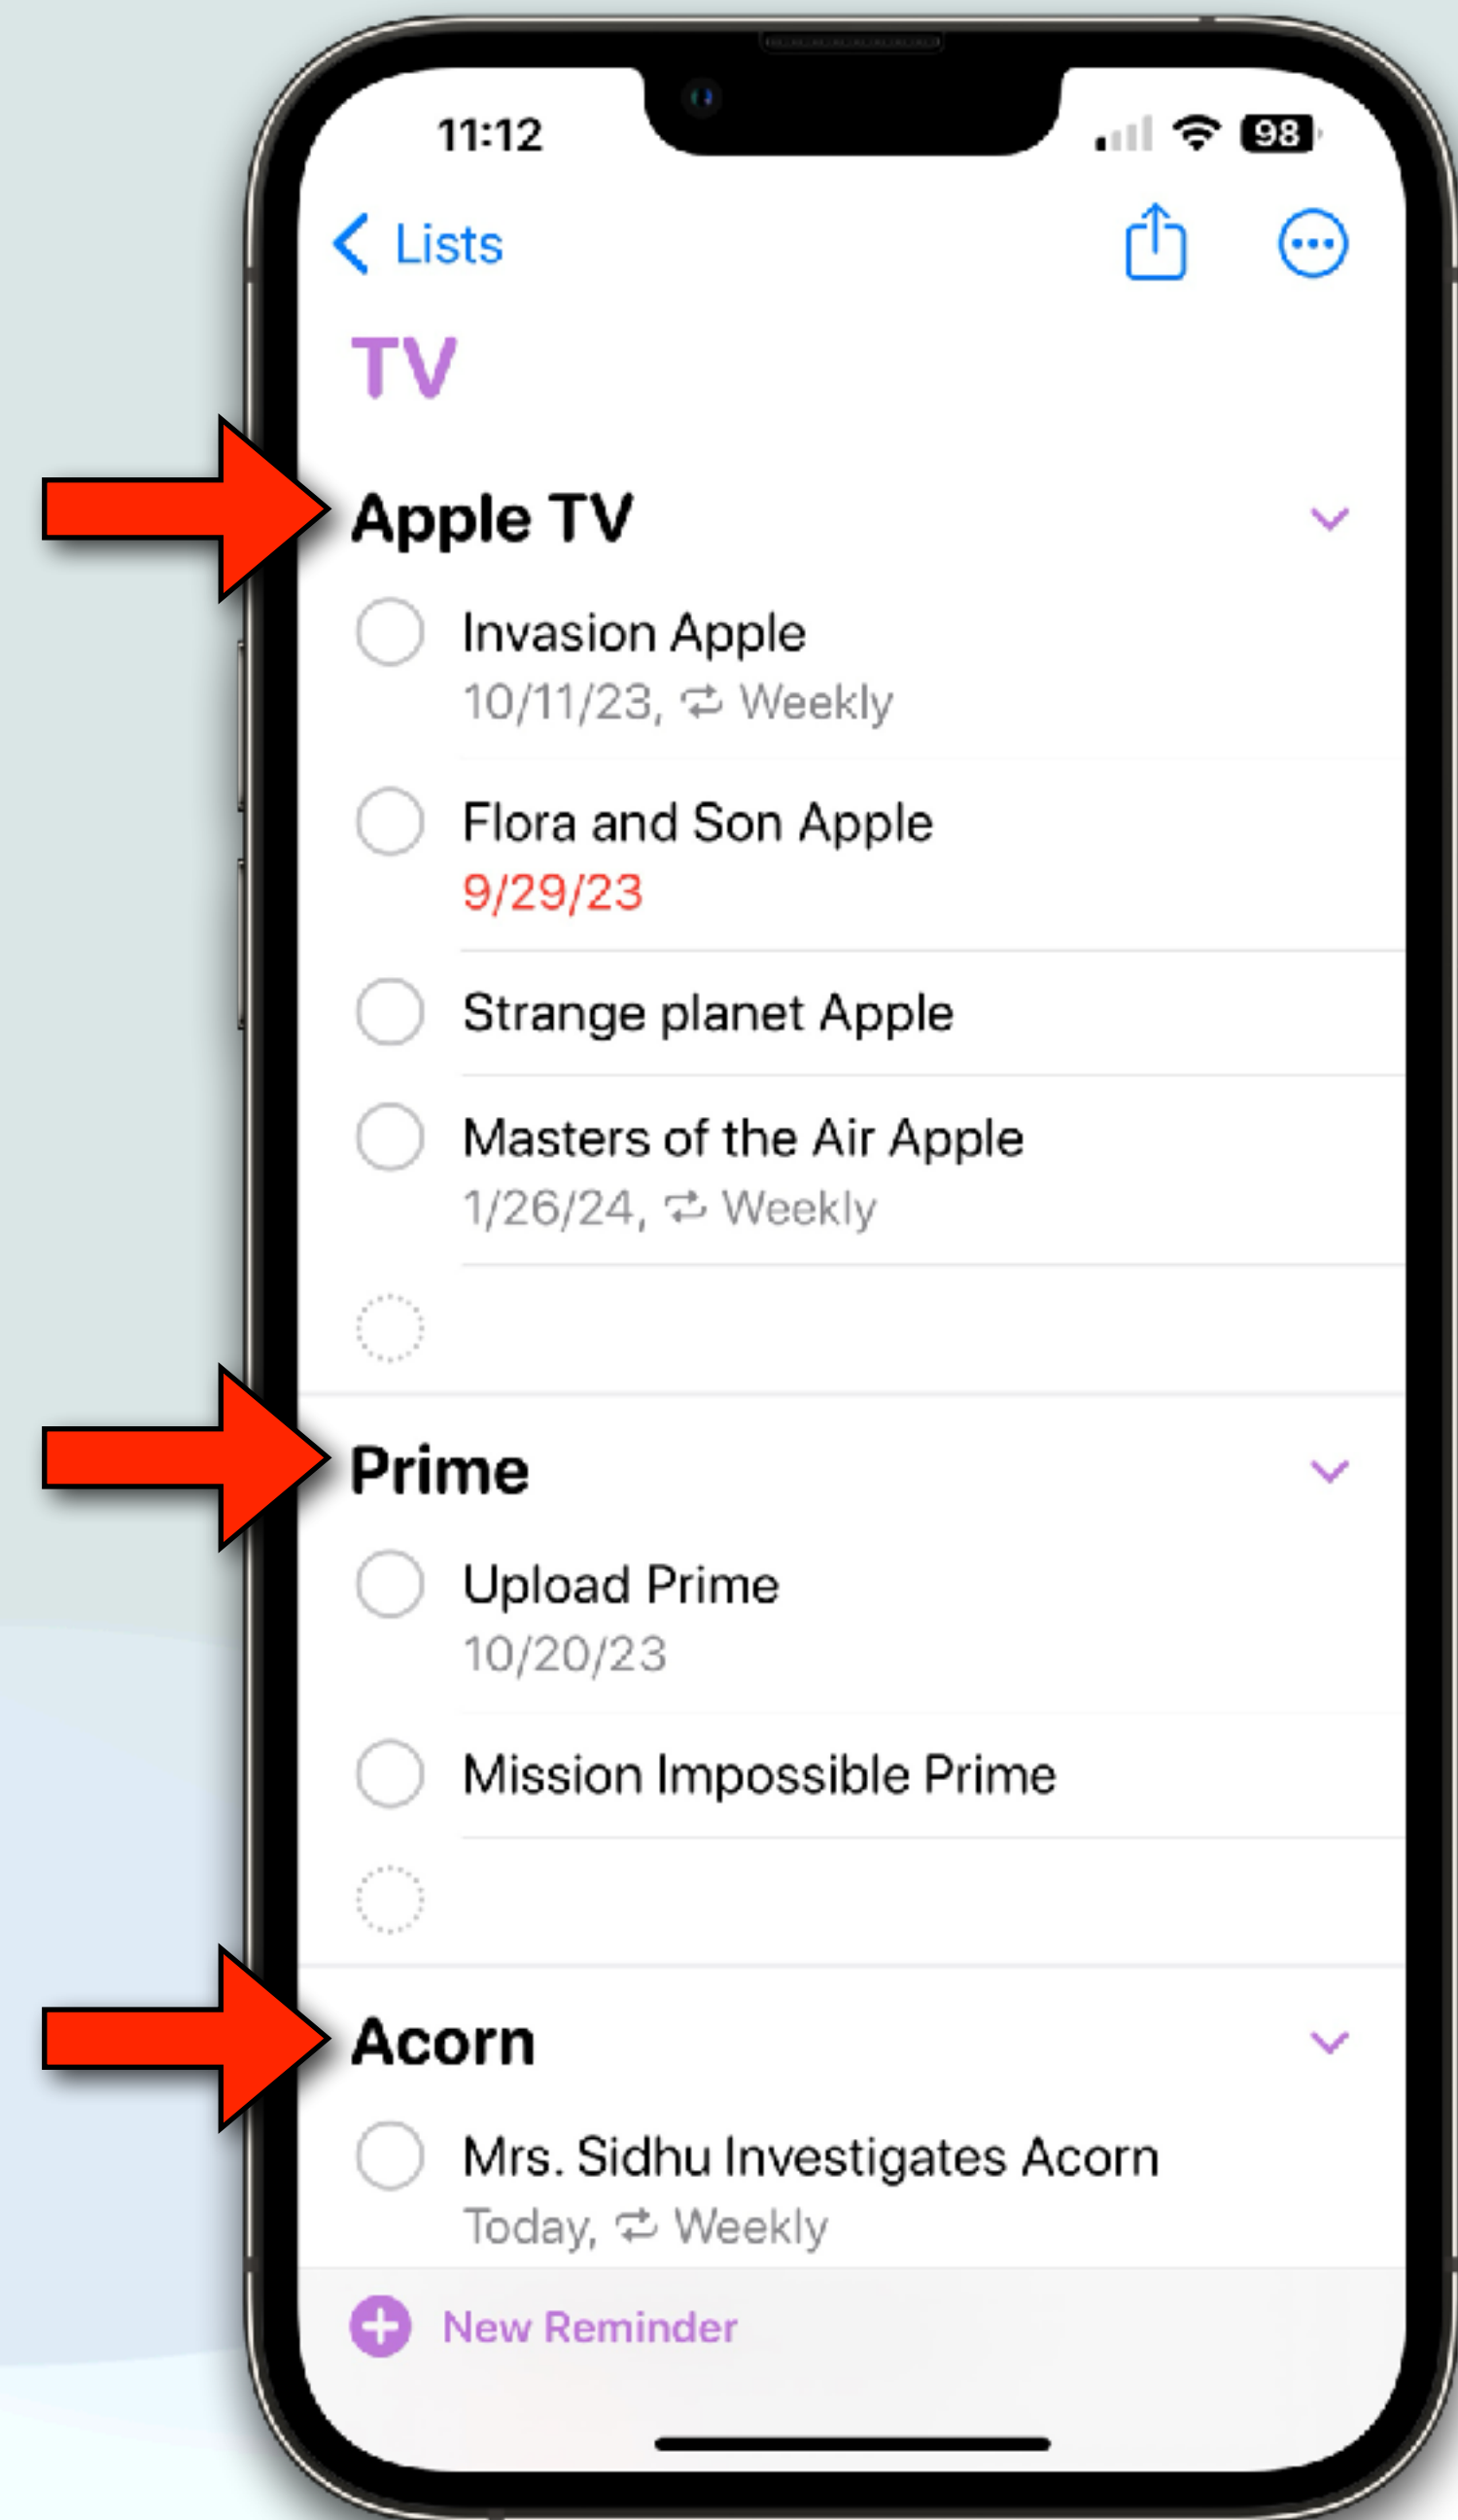 11:12
98
Lists
TV
Apple TV
Invasion Apple
10/11/23, Weekly
Flora and Son Apple
9/29/23
Strange planet Apple
Masters of the Air Apple
1/26/24, Weekly
Prime
Upload Prime
10/20/23
Mission Impossible Prime
Acorn
Mrs. Sidhu Investigates Acorn
Today, Weekly
New Reminder